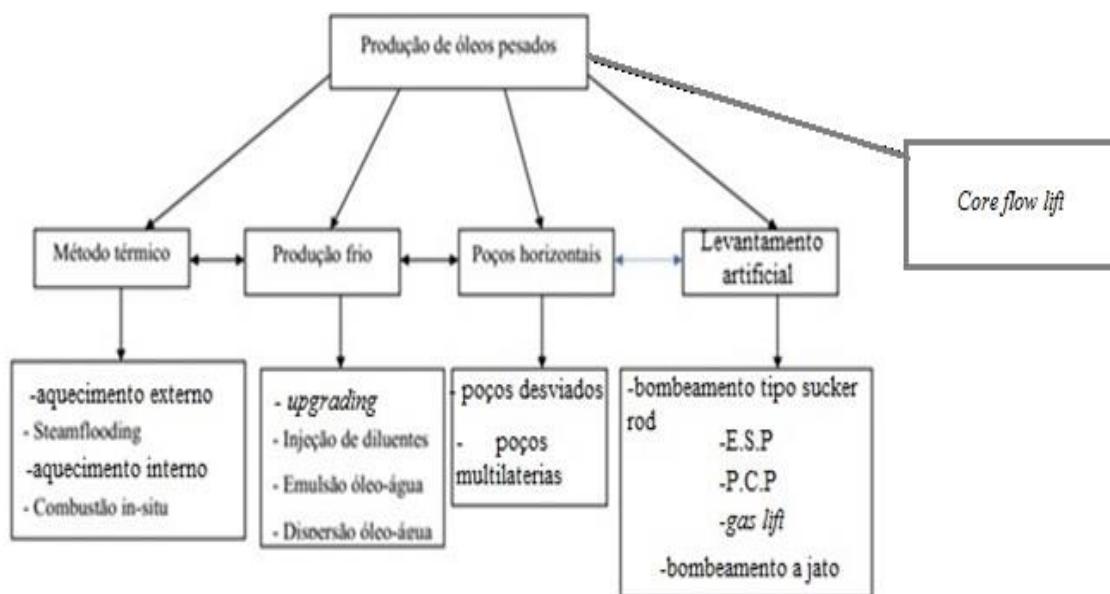 Produção de óleos pesados
Core flow lift
Método térmico
Produção frio
Poços horizontais
Levantamento
artificial
-aquecimento externo
- Steamflooding
-aquecimento interno
- Combustão in-situ
- upgrading
- Injeção de diluentes
- Emulsão óleo-água
- Dispersão óleo-água
- poços desviados
- poços
multilaterias
-bombeamento tipo sucker
rod
-E.S.P
-P.C.P
-gas lift
-bombeamento a jato